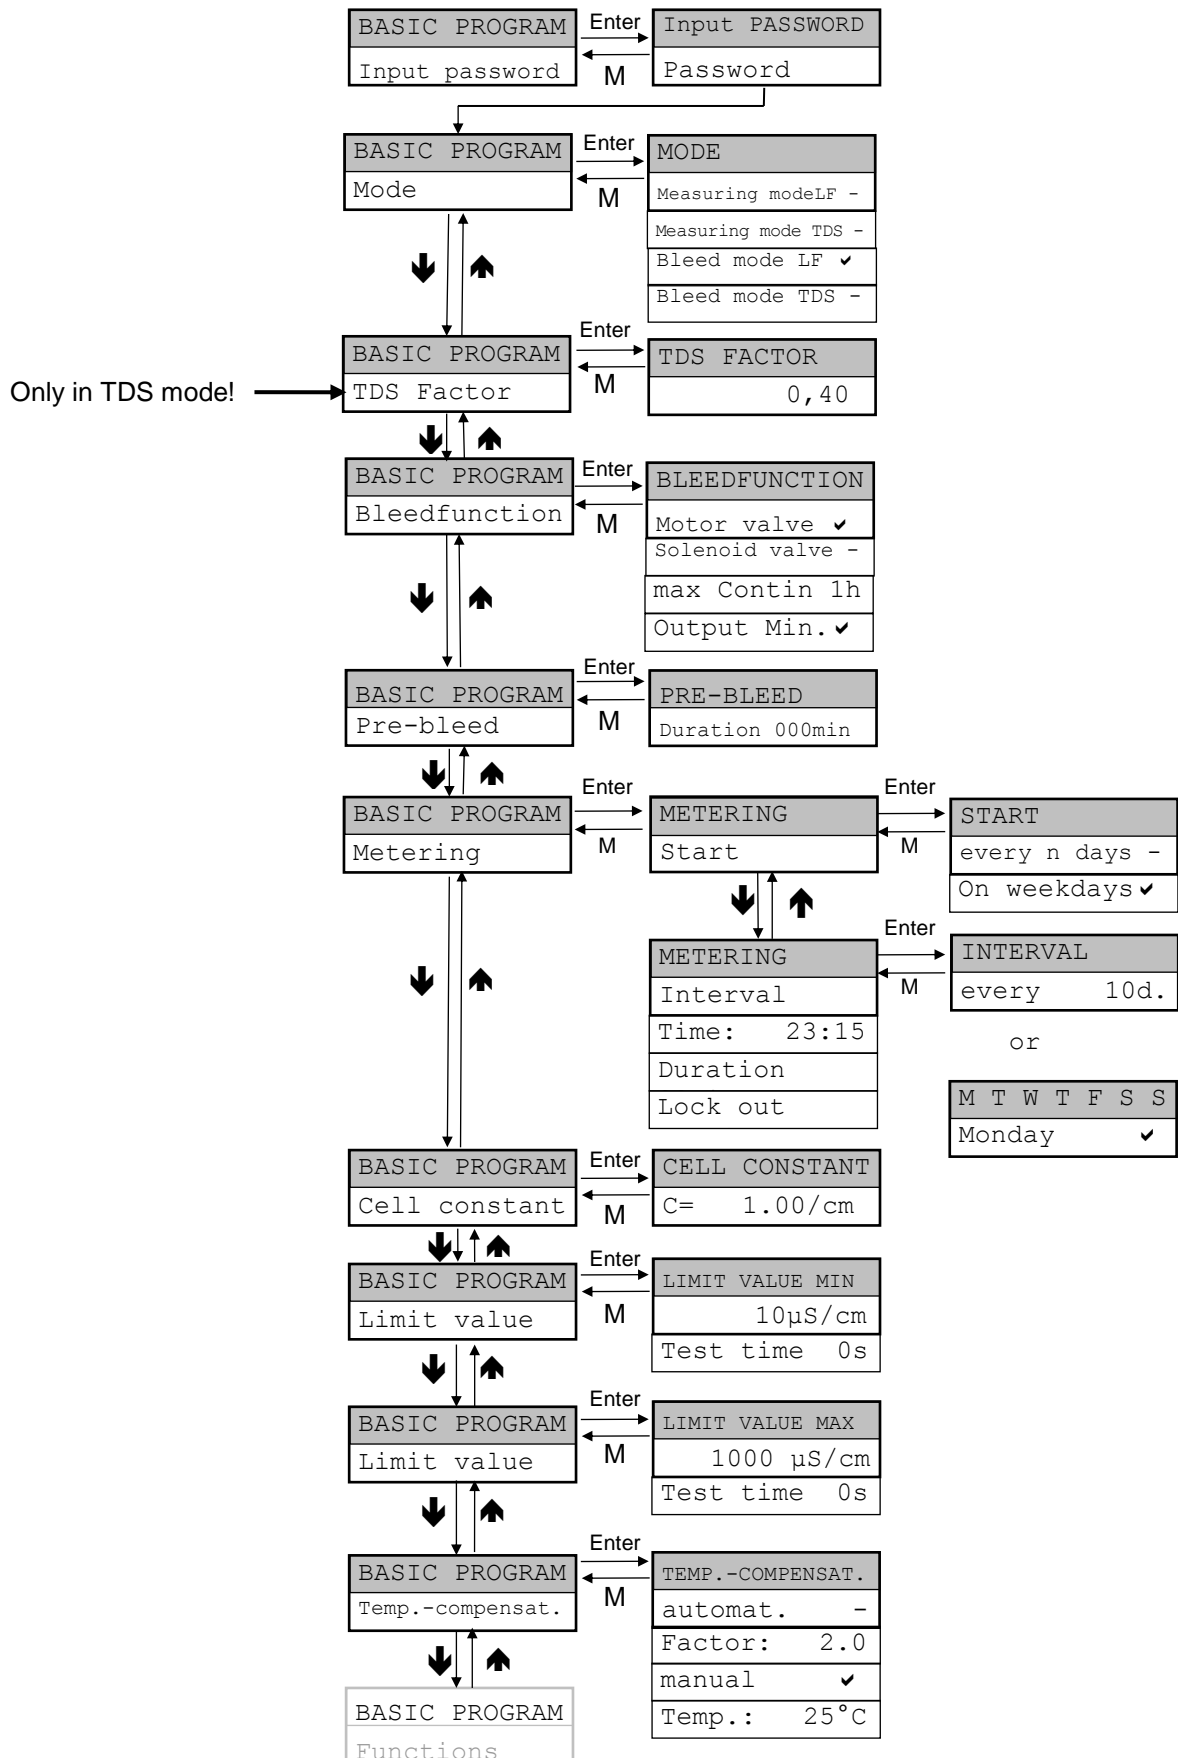 BASIC PROGRAM
Input password
Enter
M
Input PASSWORD
Password
BASIC PROGRAM
Mode
Enter
M
MODE
Measuring modeLF -
Measuring mode TDS -
Bleed mode LF ✔
Bleed mode TDS -
Only in TDS mode!
BASIC PROGRAM
TDS Factor
Enter
M
TDS FACTOR
0,40
BASIC PROGRAM
Bleedfunction
Enter
M
BLEEDFUNCTION
Motor valve ✔
Solenoid valve -
max Contin 1h
Output Min. ✔
BASIC PROGRAM
Pre-bleed
Enter
M
PRE-BLEED
Duration 000min
BASIC PROGRAM
Metering
Enter
M
METERING
Start
Enter
M
START
every n days -
On weekdays ✔
METERING
Interval
Time: 23:15
Duration
Lock out
Enter
M
INTERVAL
every 10d.
or
M T W T F S S
Monday ✔
BASIC PROGRAM
Cell constant
Enter
M
CELL CONSTANT
C= 1.00/cm
BASIC PROGRAM
Limit value
Enter
M
LIMIT VALUE MIN
10µS/cm
Test time 0s
BASIC PROGRAM
Limit value
Enter
M
LIMIT VALUE MAX
1000 µS/cm
Test time 0s
BASIC PROGRAM
Temp.-compensat.
Enter
M
TEMP.-COMPENSAT.
automat. -
Factor: 2.0
manual ✔
Temp.: 25°C
BASIC PROGRAM
Functions